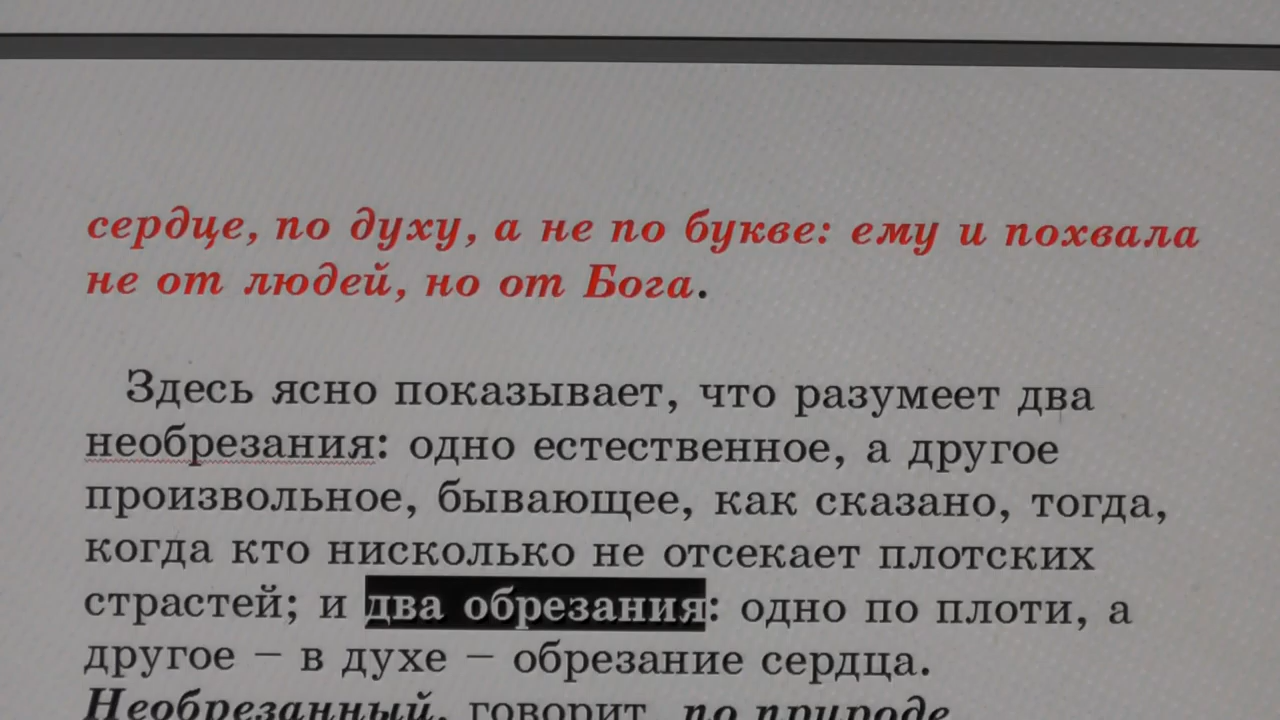 сердце, по духу, а не по букве: ему и похвала
не от людей, но от Бога.
Здесь ясно показывает, что разумеет два
необрезания: одно естественное, а другое
произвольное, бывающее, как сказано, тогда,
когда кто нисколько не отсекает плотских
страстей; и два обрезания: одно по плоти, а
другое – в духе – обрезание сердца.
Необрезанный, говорит, по природе